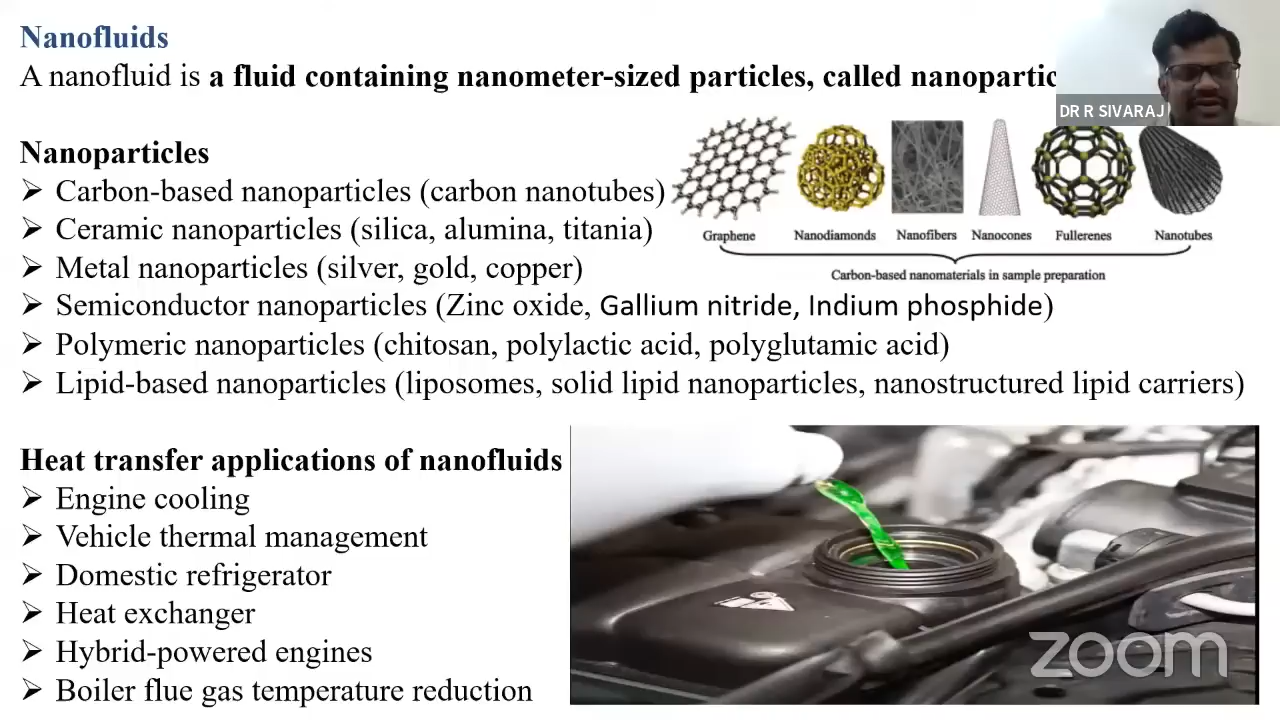 Nanofluids
A nanofluid is a fluid containing nanometer-sized particles, called
DR R SIVARAJ
Nanoparticles
➢ Carbon-based nanoparticles (carbon nanotubes)
➢ Ceramic nanoparticles (silica, alumina, titania)
➢ Metal nanoparticles (silver, gold, copper)
➢ Semiconductor nanoparticles (Zinc oxide, Gallium nitride, Indium phosphide)
➢ Polymeric nanoparticles (chitosan, polylactic acid, polyglutamic acid)
➢ Lipid-based nanoparticles (liposomes, solid lipid nanoparticles, nanostructured lipid carriers)
Graphene Nanodiamonds Nanofibers Nanocones Fullerenes Nanotubes
Carbon-based nanomaterials in sample preparation
Heat transfer applications of nanofluids
➢ Engine cooling
➢ Vehicle thermal management
➢ Domestic refrigerator
➢ Heat exchanger
➢ Hybrid-powered engines
➢ Boiler flue gas temperature reduction
zoom